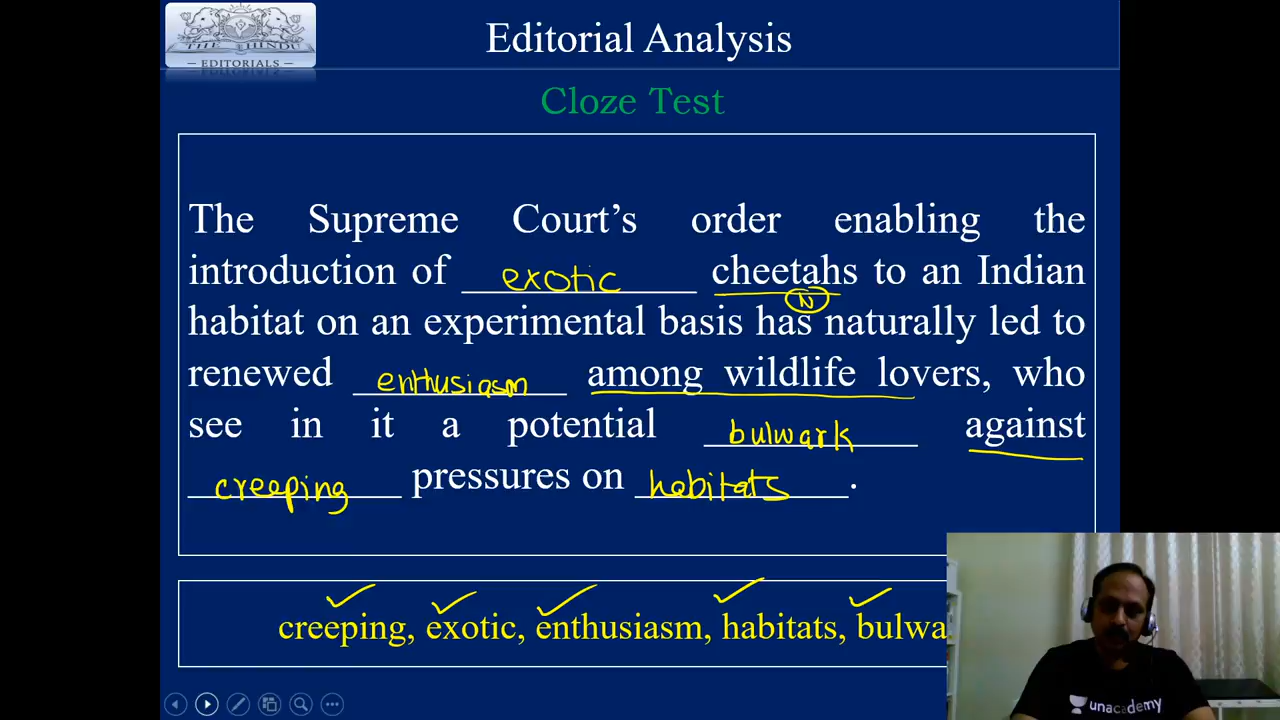 THE HINDU
— EDITORIALS —
Editorial Analysis
Cloze Test
The Supreme Court’s order enabling the
introduction of exotic cheetahs to an Indian
N
habitat on an experimental basis has naturally led to
renewed enthusiasm among wildlife lovers, who
see in it a potential bulwark against
creeping pressures on habitats.
creeping, exotic, enthusiasm, habitats, bulwa
unacademy